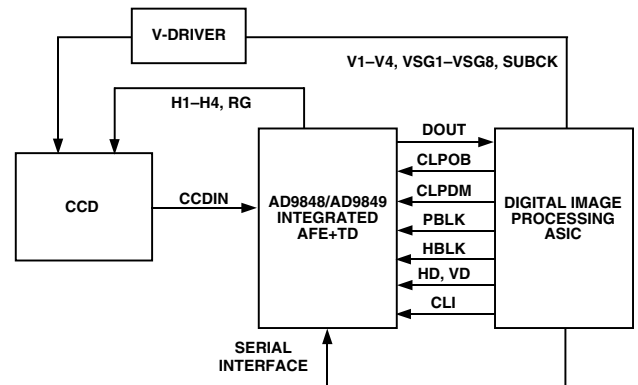 V-DRIVER
V1–V4, VSG1–VSG8, SUBCK
H1–H4, RG
DOUT
CLPOB
CCD
CCDIN
AD9848/AD9849
INTEGRATED
AFE+TD
CLPDM
PBLK
HBLK
HD, VD
CLI
DIGITAL IMAGE
PROCESSING
ASIC
SERIAL
INTERFACE